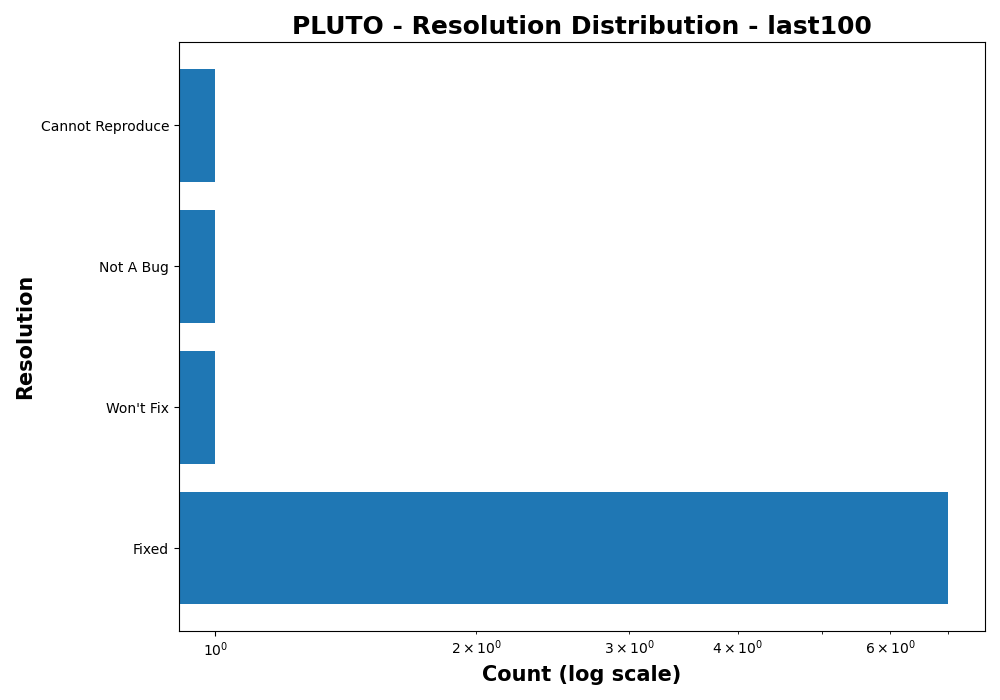 PLUTO - Resolution Distribution - last100
Cannot Reproduce
Not A Bug
Won't Fix
Fixed
Resolution
10⁰
2 × 10⁰
3 × 10⁰
4 × 10⁰
6 × 10⁰
Count (log scale)